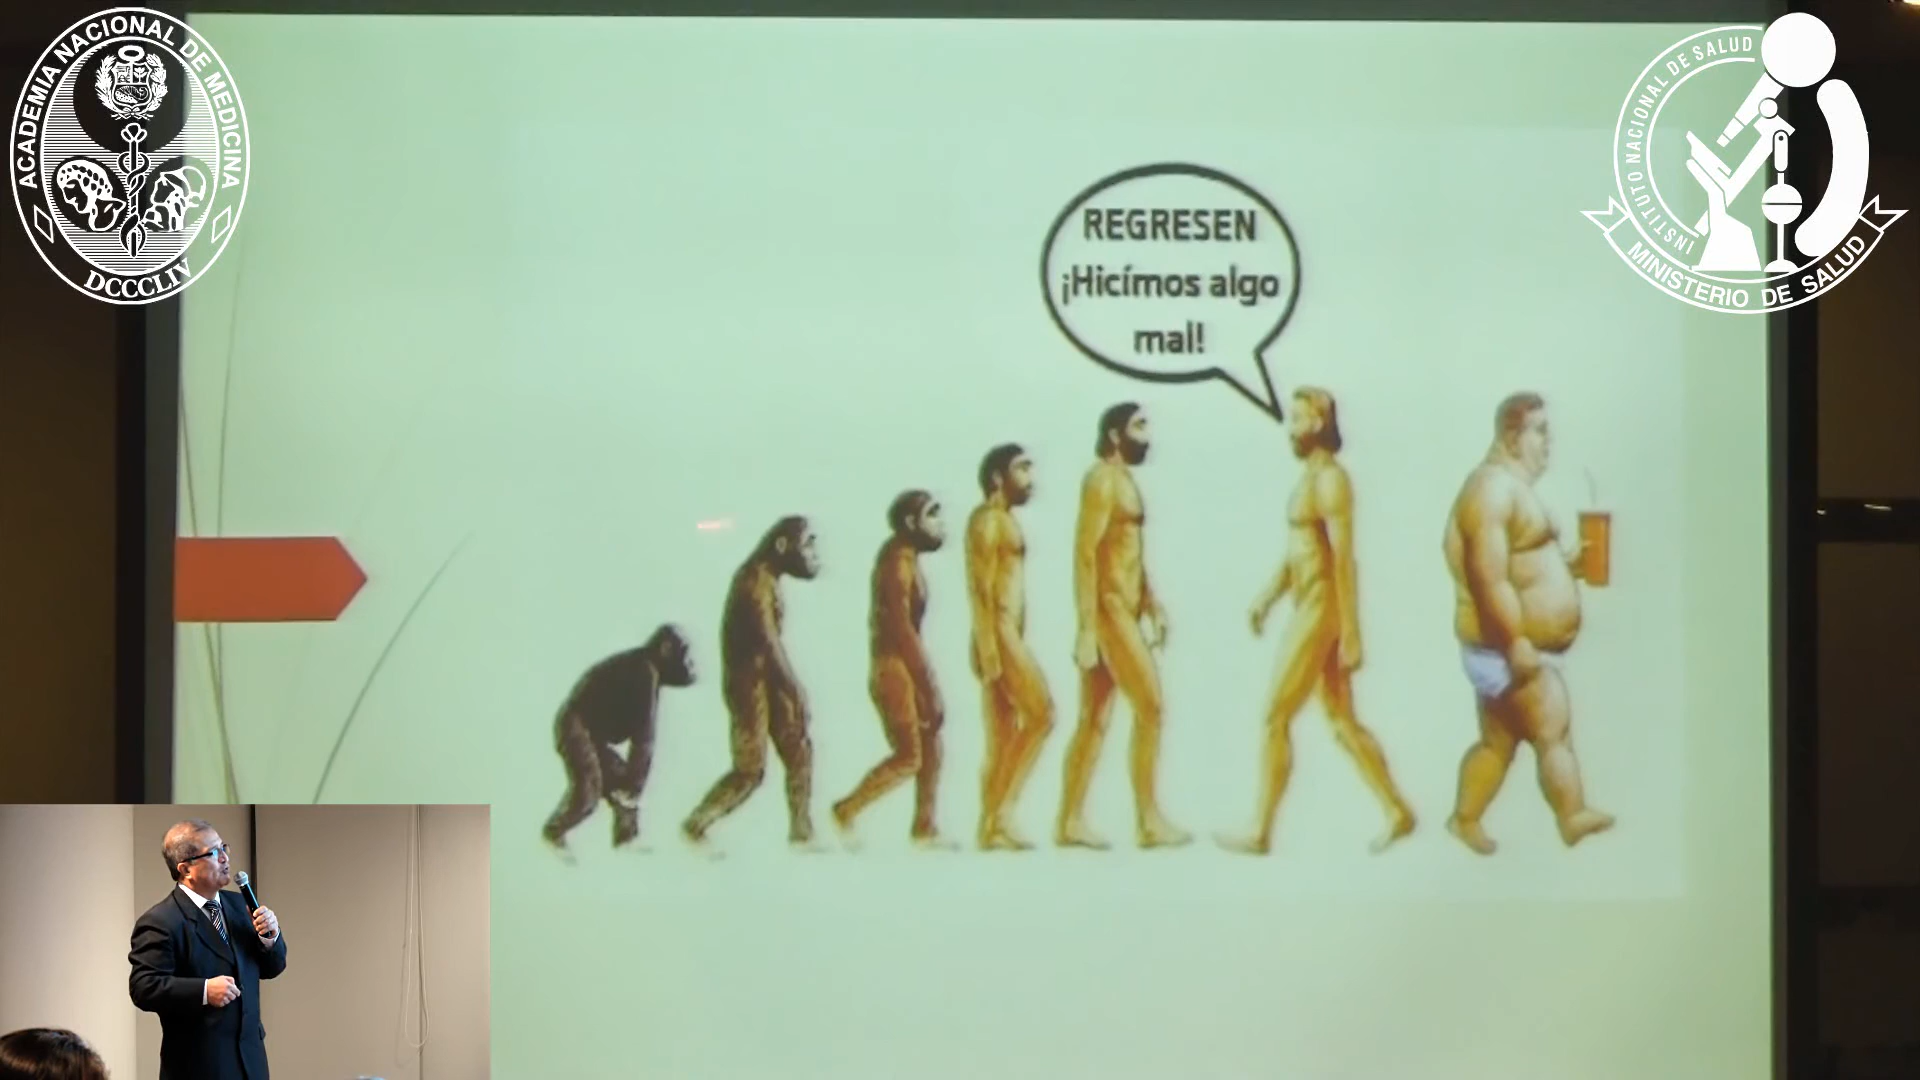 ACADEMIA NACIONAL DE MEDICINA
DCCCLIV
INSTITUTO NACIONAL DE SALUD
MINISTERIO DE SALUD
REGRESEN
¡Hicímos algo
mal!